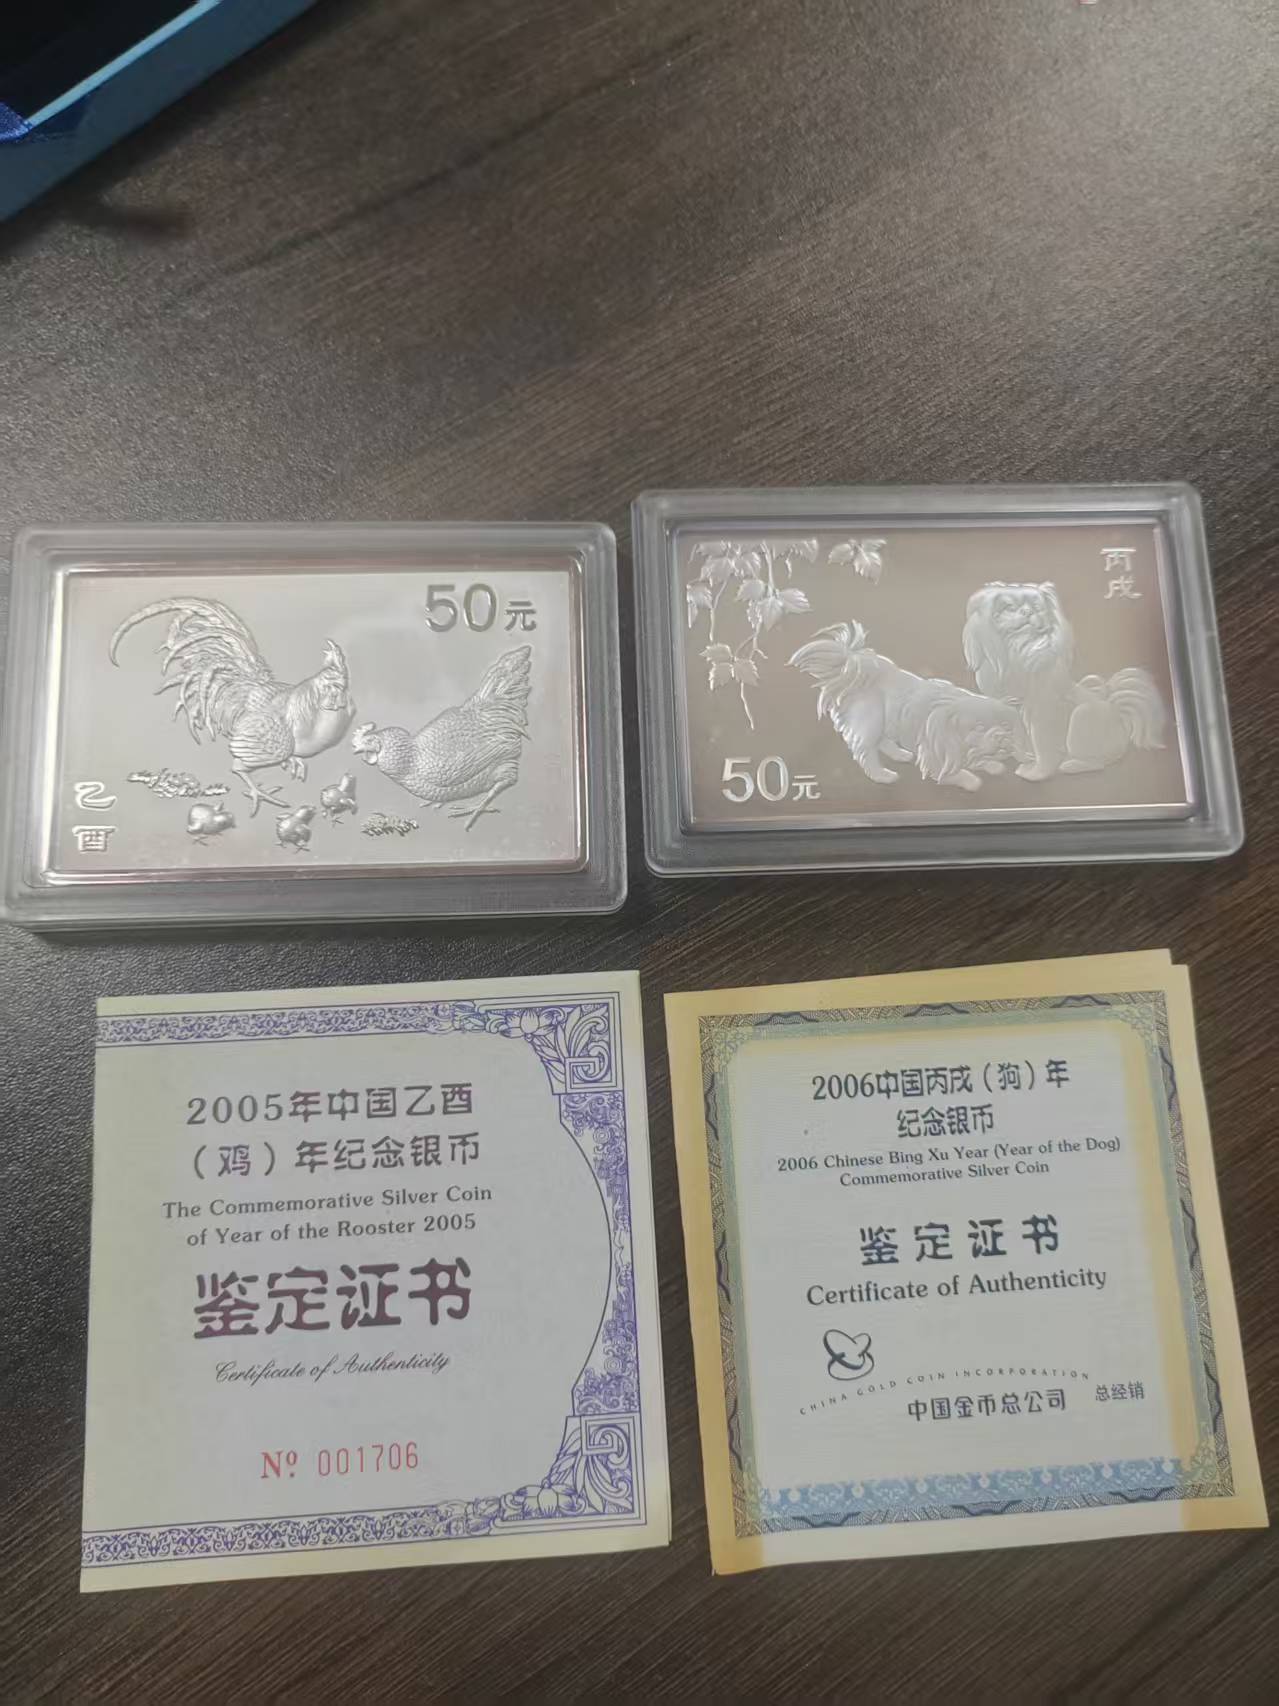 50元
乙
酉
丙
戌
50元
2005年中国乙酉
（鸡）年纪念银币
The Commemorative Silver Coin
of Year of the Rooster 2005
鉴定证书
Certificate of Authenticity
Nº 001706
2006中国丙戌（狗）年
纪念银币
2006 Chinese Bing Xu Year (Year of the Dog)
Commemorative Silver Coin
鉴定证书
Certificate of Authenticity
CHINA GOLD COIN INCORPORATION
中国金币总公司 总经销